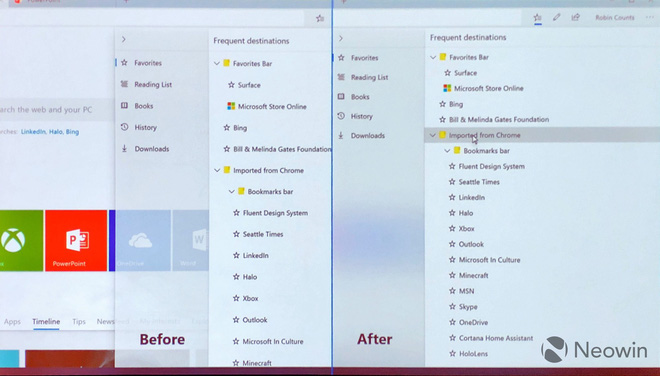 PowerPoint
arch the web and your PC
rches: LinkedIn, Halo, Bing
PowerPoint
OneDrive
Word
Apps
Timeline
Tips
News
Favorites
Reading List
Books
History
Downloads
Before
Frequent destinations
Favorites Bar
Surface
Microsoft Store Online
Bing
Bill & Melinda Gates Foundation
Imported from Chrome
Bookmarks bar
Fluent Design System
Seattle Times
LinkedIn
Halo
Xbox
Outlook
Microsoft In Culture
Minecraft
Robin Counts
Favorites
Reading List
Books
History
Downloads
After
Frequent destinations
Favorites Bar
Surface
Microsoft Store Online
Bing
Bill & Melinda Gates Foundation
Imported from Chrome
Bookmarks bar
Fluent Design System
Seattle Times
LinkedIn
Halo
Xbox
Outlook
Microsoft In Culture
Minecraft
MSN
Skype
OneDrive
Cortana Home Assistant
HoloLens
Neowin